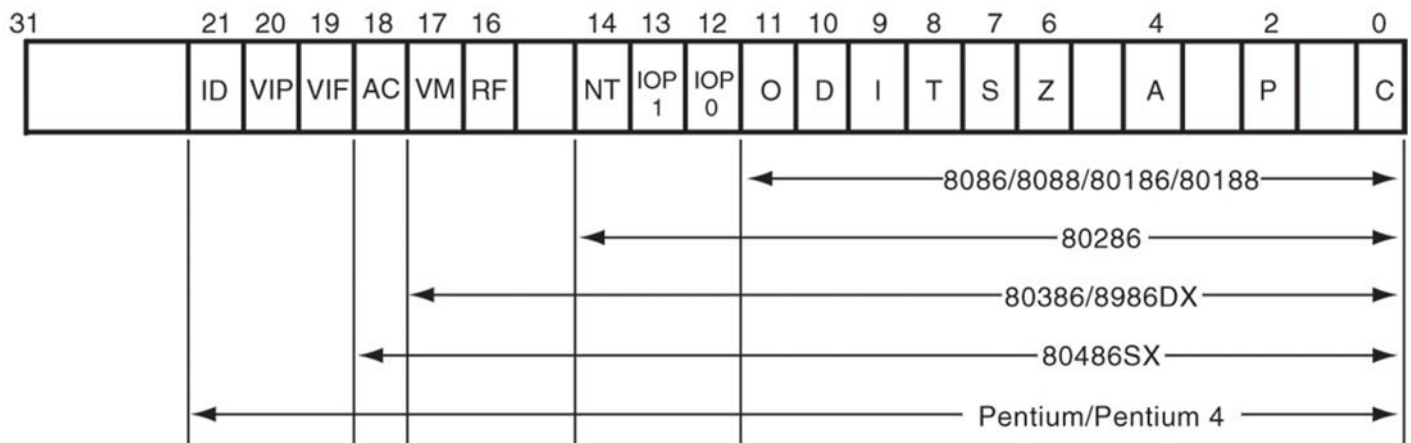 31 21 20 19 18 17 16 14 13 12 11 10 9 8 7 6 4 2 0
ID VIP VIF AC VM RF NT IOP 1 IOP 0 O D I T S Z A P C
8086/8088/80186/80188
80286
80386/8986DX
80486SX
Pentium/Pentium 4